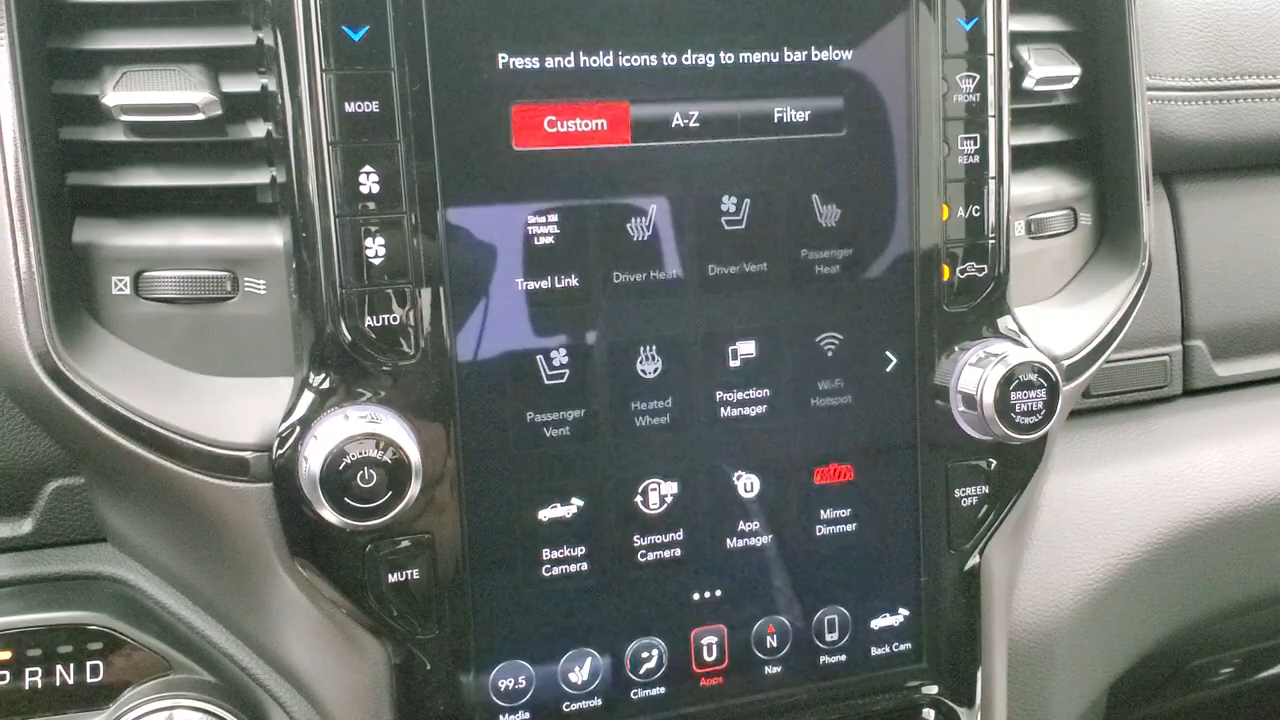 Press and hold icons to drag to menu bar below
Custom
A-Z
Filter
MODE
AUTO
FRONT
REAR
A/C
Sirius XM
TRAVEL
LINK
Travel Link
Driver Heat
Driver Vent
Passenger
Heat
Passenger
Vent
Heated
Wheel
Projection
Manager
Wi-Fi
Hotspot
Backup
Camera
Surround
Camera
App
Manager
Mirror
Dimmer
VOLUME
MUTE
TUNE
BROWSE
ENTER
SCROLL
SCREEN
OFF
99.5
Media
Controls
Climate
Apps
N
Nav
Phone
Back Cam
PRND